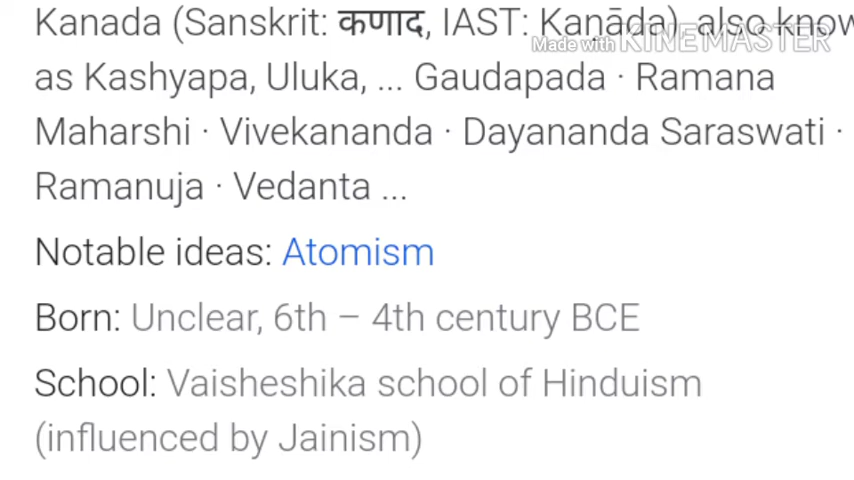 Kanada (Sanskrit: कणाद, IAST: Kaṇāda), also know
Made with KINEMASTER
as Kashyapa, Uluka, ... Gaudapada · Ramana
Maharshi · Vivekananda · Dayananda Saraswati ·
Ramanuja · Vedanta ...
Notable ideas: Atomism
Born: Unclear, 6th – 4th century BCE
School: Vaisheshika school of Hinduism
(influenced by Jainism)